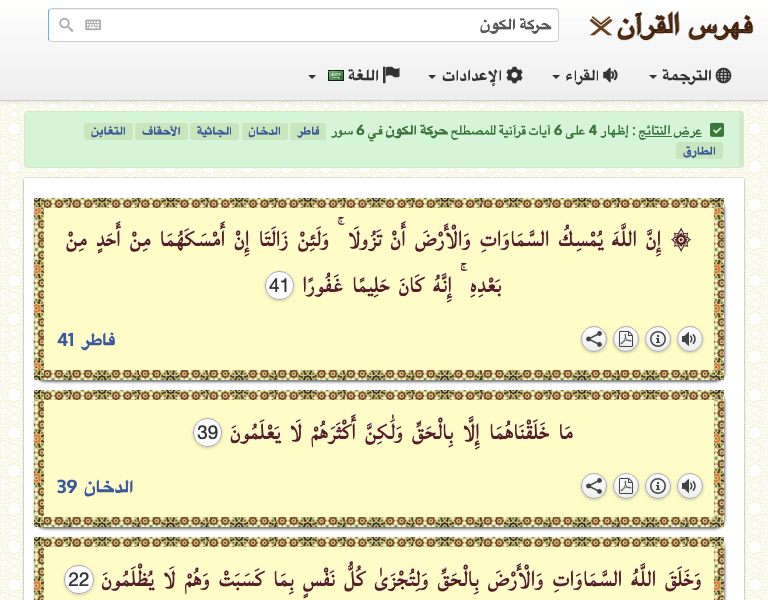 فهرس القرآن
حركة الكون
الترجمة القراء الإعدادات اللغة
عرض النتائج : إظهار 4 على 6 آيات قرآنية للمصطلح حركة الكون في 6 سور فاطر الدخان الجاثية الأحقاف التغابن
الطارق
۞ إِنَّ اللَّهَ يُمْسِكُ السَّمَاوَاتِ وَالْأَرْضَ أَنْ تَزُولَا ۚ وَلَئِنْ زَالَتَا إِنْ أَمْسَكَهُمَا مِنْ أَحَدٍ مِنْ
بَعْدِهِ ۚ إِنَّهُ كَانَ حَلِيمًا غَفُورًا 41
فاطر 41
مَا خَلَقْنَاهُمَا إِلَّا بِالْحَقِّ وَلَٰكِنَّ أَكْثَرَهُمْ لَا يَعْلَمُونَ 39
الدخان 39
وَخَلَقَ اللَّهُ السَّمَاوَاتِ وَالْأَرْضَ بِالْحَقِّ وَلِتُجْزَىٰ كُلُّ نَفْسٍ بِمَا كَسَبَتْ وَهُمْ لَا يُظْلَمُونَ 22